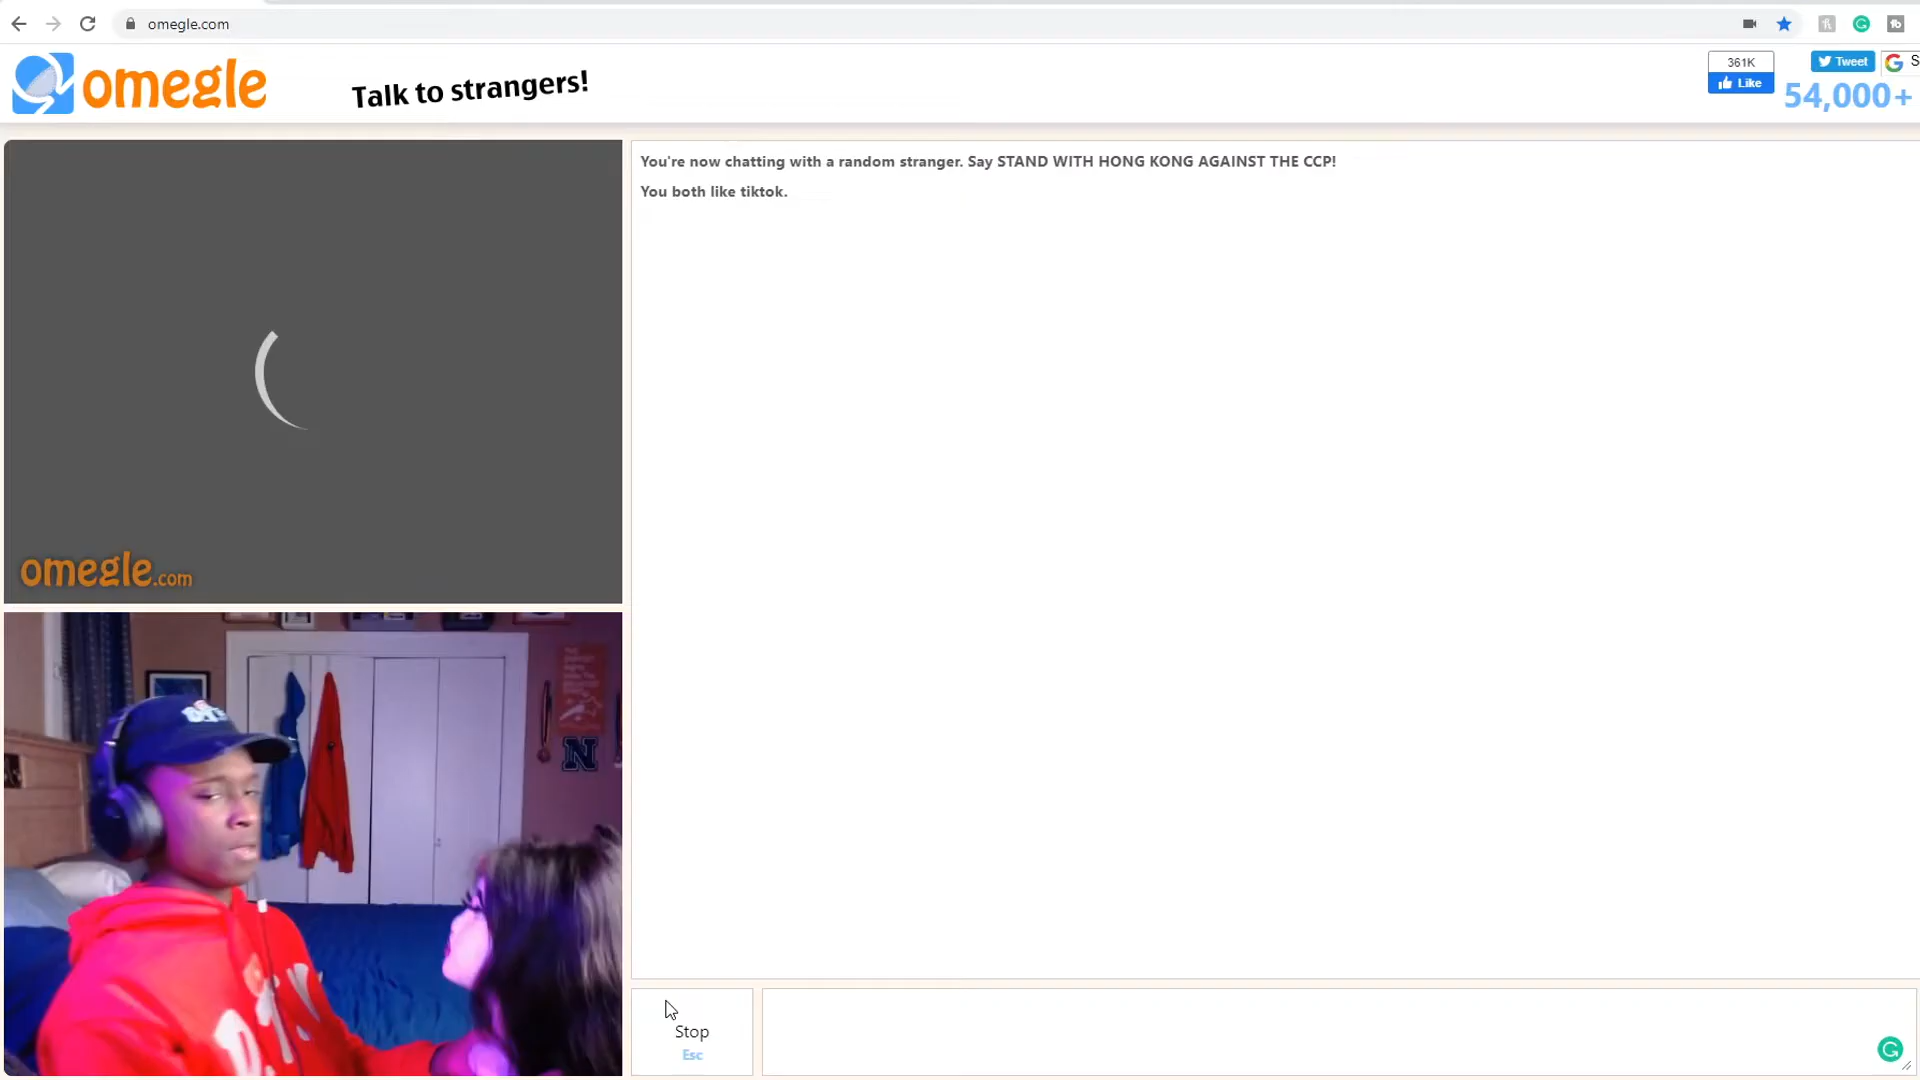 omegle.com
omegle
Talk to strangers!
361K
Like
Tweet
S
54,000+
You're now chatting with a random stranger. Say STAND WITH HONG KONG AGAINST THE CCP!
You both like tiktok.
omegle.com
N
Stop
Esc